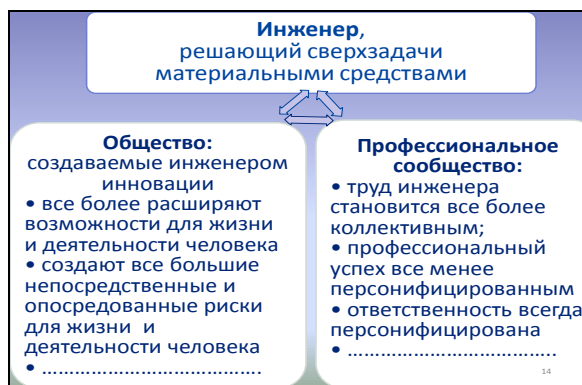 Инженер,
решающий сверхзадачи
материальными средствами
Общество:
создаваемые инженером
инновации
• все более расширяют
возможности для жизни
и деятельности человека
• создают все большие
непосредственные и
опосредованные риски
для жизни и
деятельности человека
• ………………………………….
Профессиональное
сообщество:
• труд инженера
становится все более
коллективным;
• профессиональный
успех все менее
персонифицированным
• ответственность всегда
персонифицирована
• ………………………………..
14